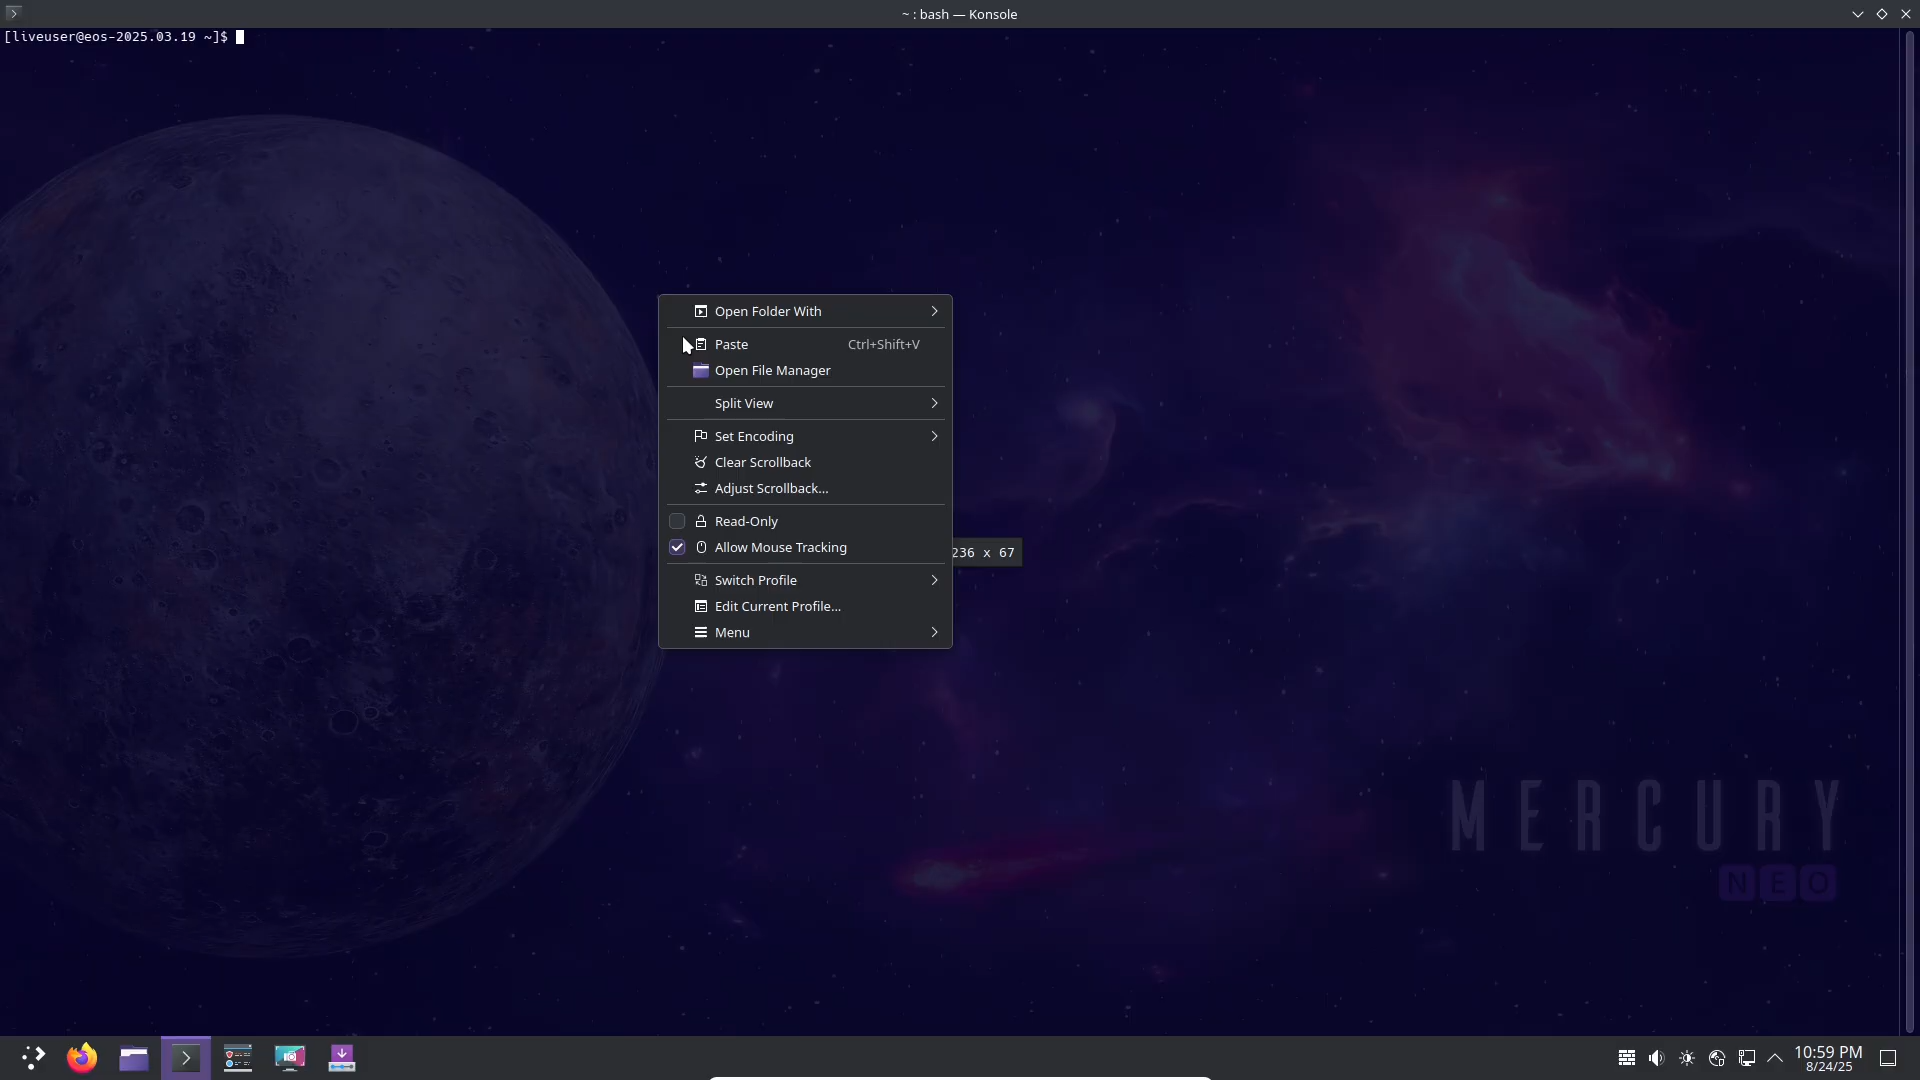 ~ : bash — Konsole
[liveuser@eos-2025.03.19 ~]$
Open Folder With
Paste Ctrl+Shift+V
Open File Manager
Split View
Set Encoding
Clear Scrollback
Adjust Scrollback...
Read-Only
Allow Mouse Tracking
236 x 67
Switch Profile
Edit Current Profile...
Menu
MERCURY
NEO
10:59 PM
8/24/25